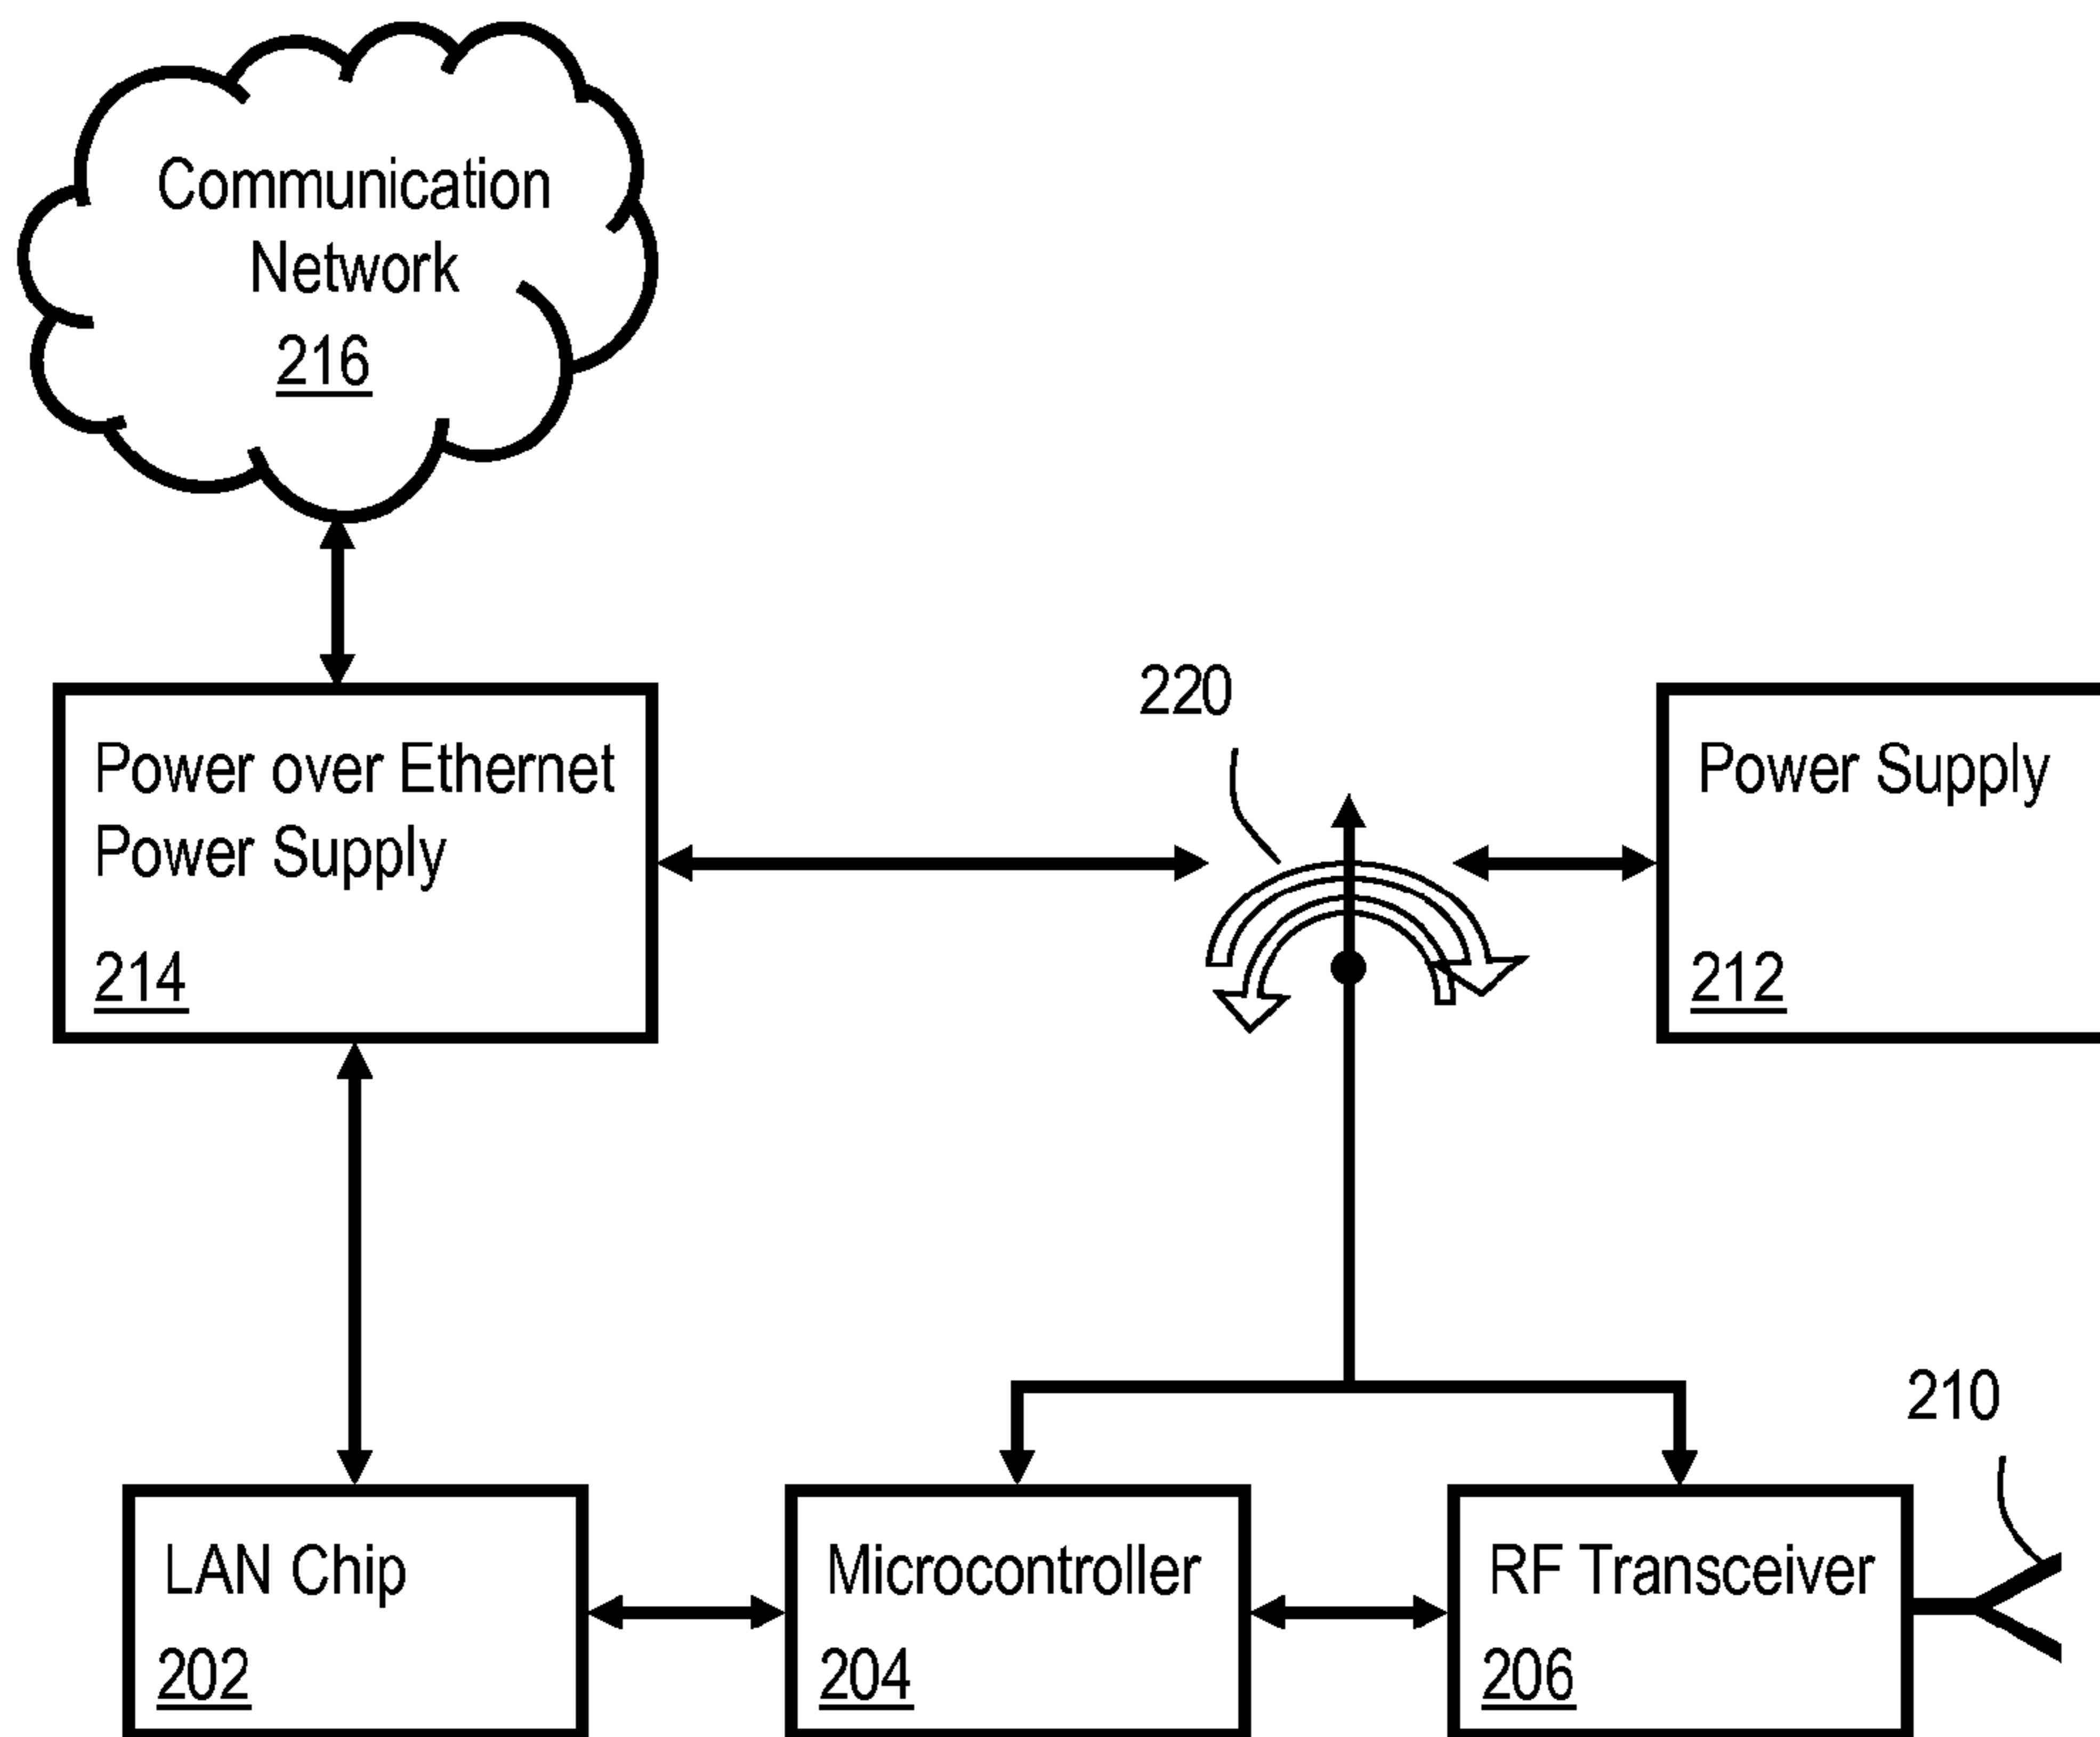 Communication
Network
216
220
Power over Ethernet
Power Supply
214
Power Supply
212
210
LAN Chip
202
Microcontroller
204
RF Transceiver
206